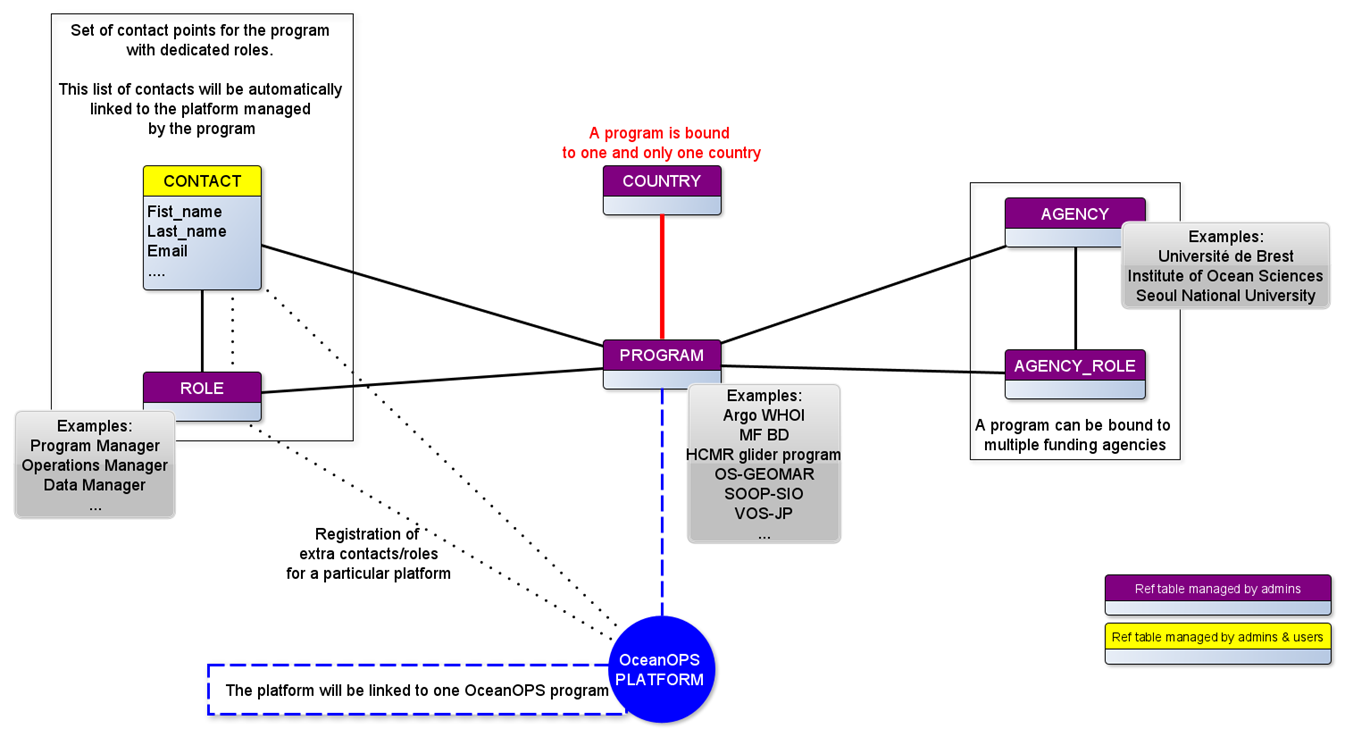 Set of contact points for the program
with dedicated roles.
This list of contacts will be automatically
linked to the platform managed
by the program
CONTACT
Fist_name
Last_name
Email
....
ROLE
Examples:
Program Manager
Operations Manager
Data Manager
...
A program is bound
to one and only one country
COUNTRY
PROGRAM
Examples:
Argo WHOI
MF BD
HCMR glider program
OS-GEOMAR
SOOP-SIO
VOS-JP
...
AGENCY
Examples:
Université de Brest
Institute of Ocean Sciences
Seoul National University
AGENCY_ROLE
A program can be bound to
multiple funding agencies
Registration of
extra contacts/roles
for a particular platform
OceanOPS
PLATFORM
The platform will be linked to one OceanOPS program
Ref table managed by admins
Ref table managed by admins & users